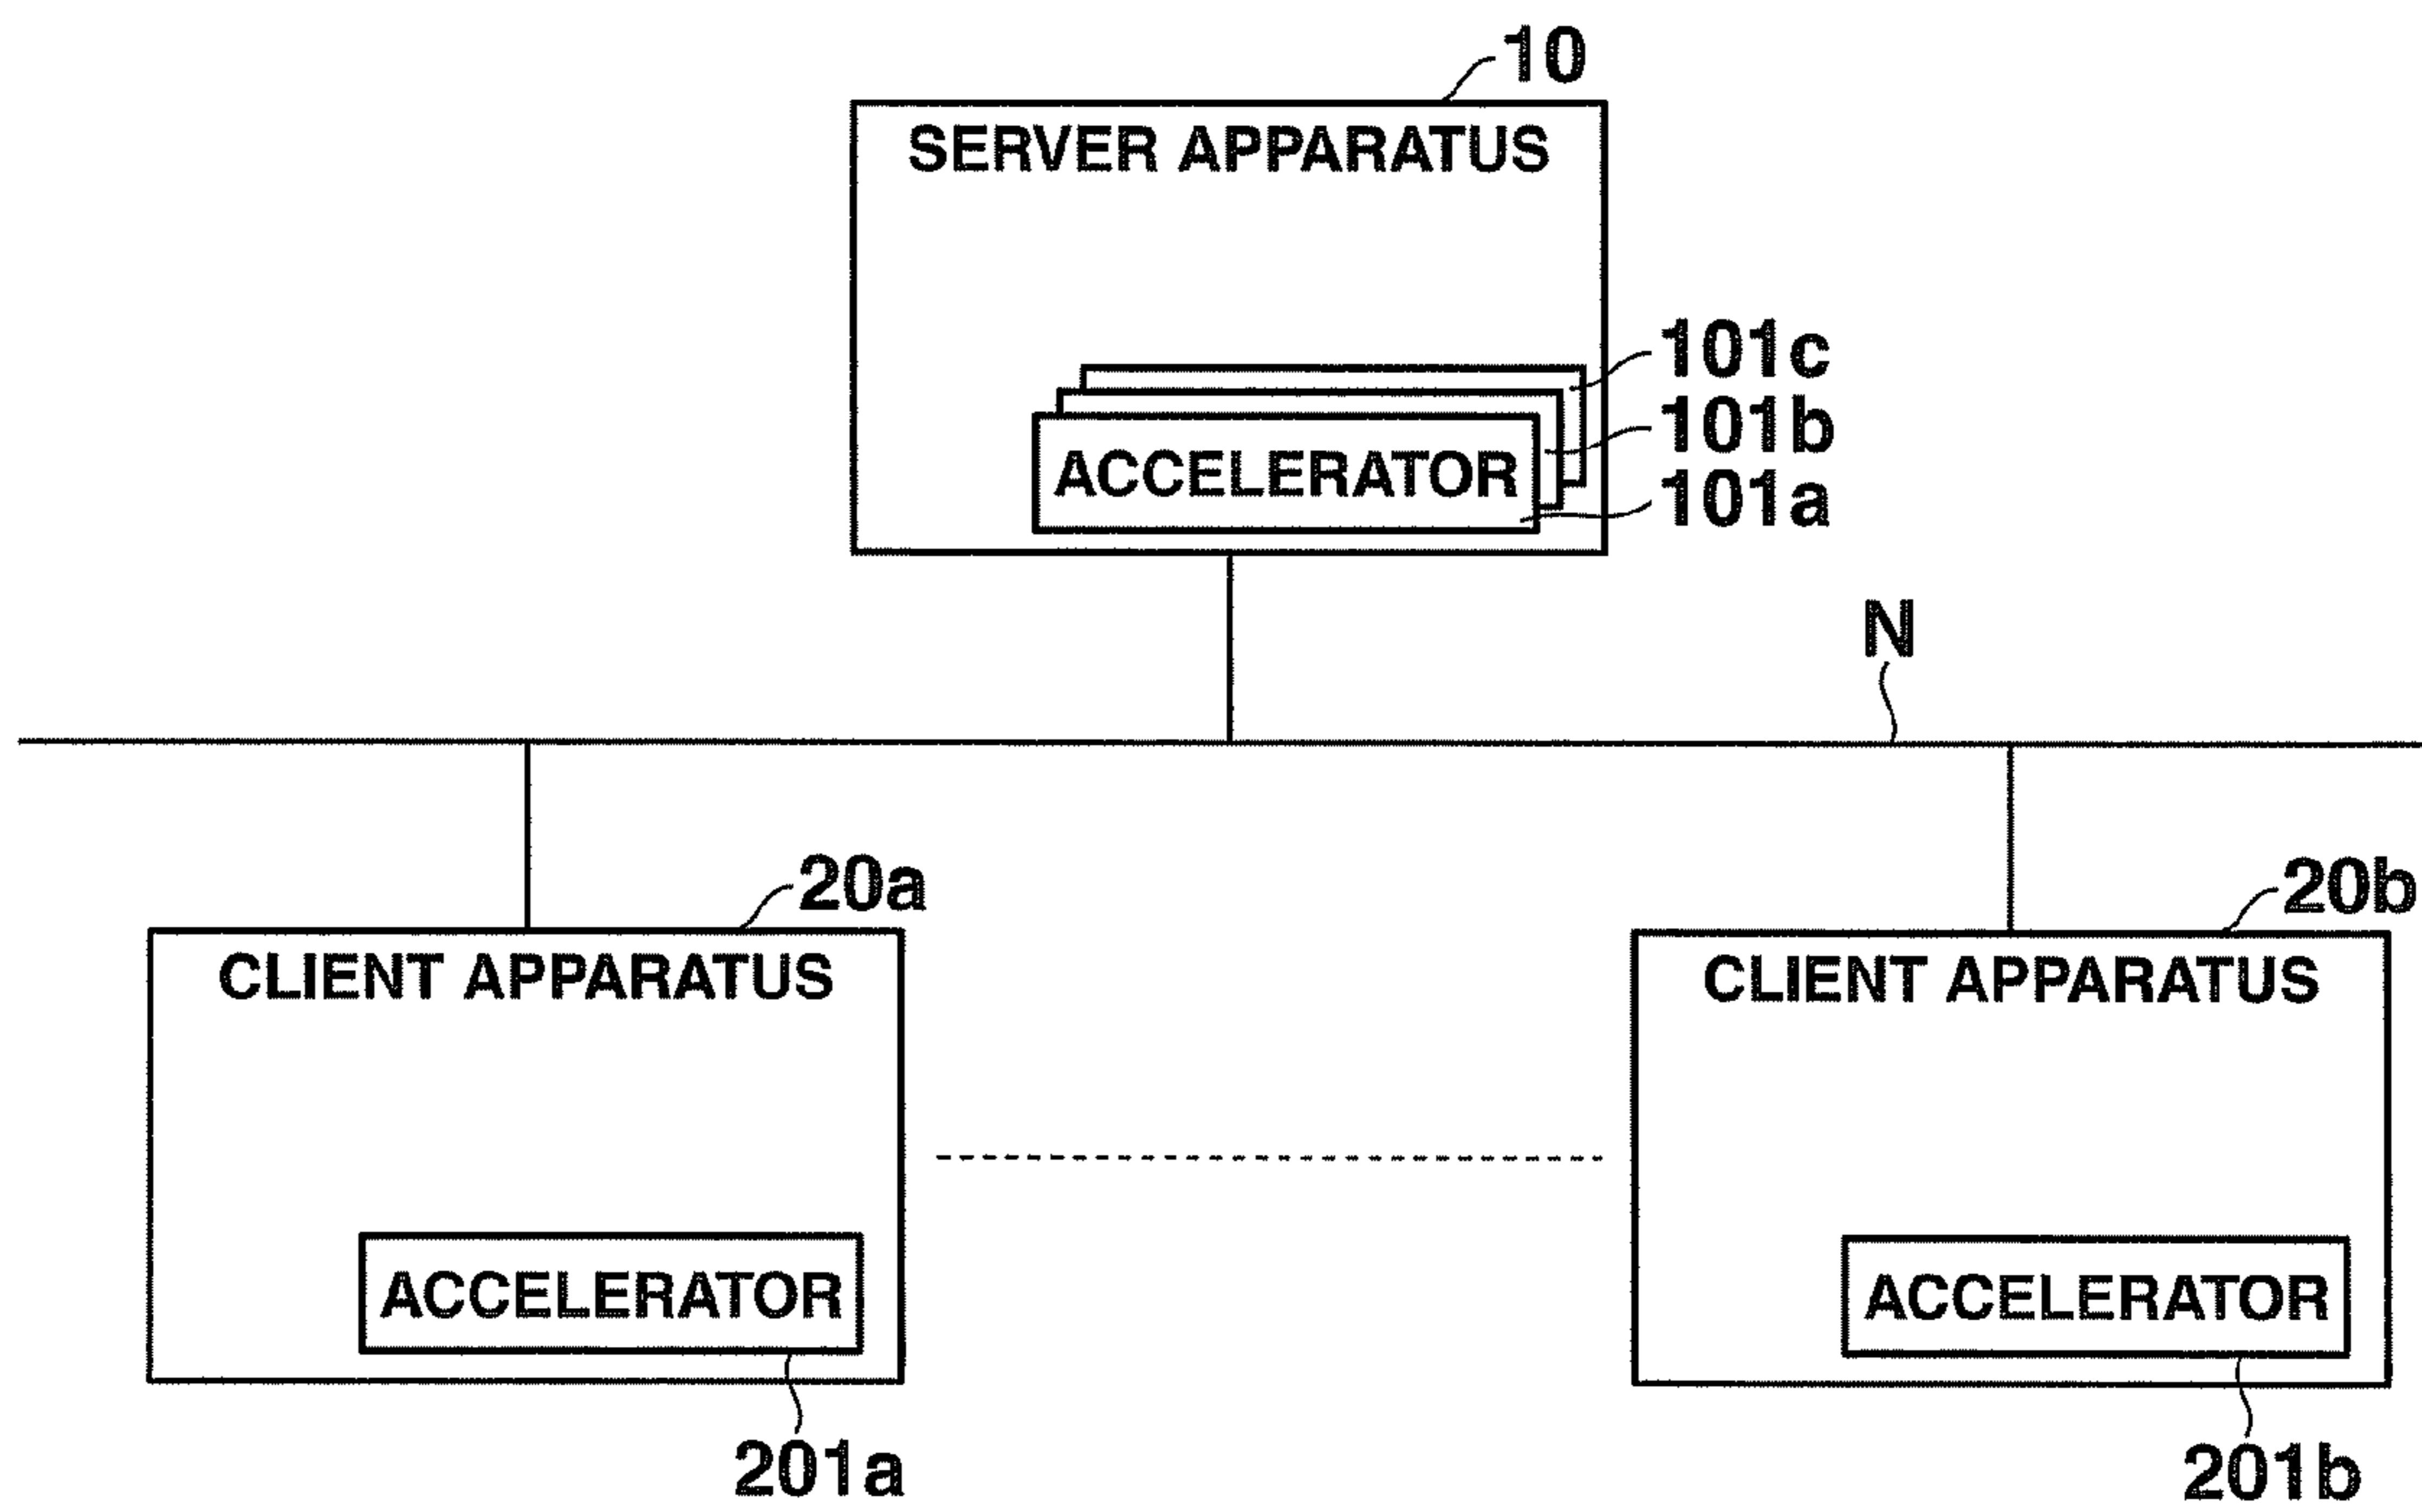 10
SERVER APPARATUS
101c
101b
ACCELERATOR
101a
N
20a
20b
CLIENT APPARATUS
CLIENT APPARATUS
ACCELERATOR
ACCELERATOR
201a
201b